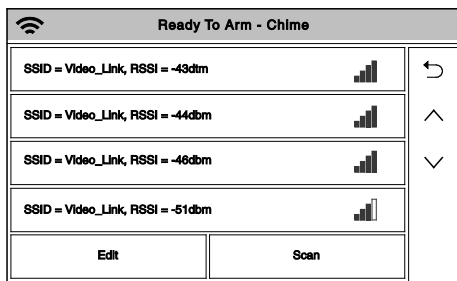 Ready To Arm - Chime
SSID = Video_Link, RSSI = -43dtm
SSID = Video_Link, RSSI = -44dbm
SSID = Video_Link, RSSI = -46dbm
SSID = Video_Link, RSSI = -51dbm
Edit Scan